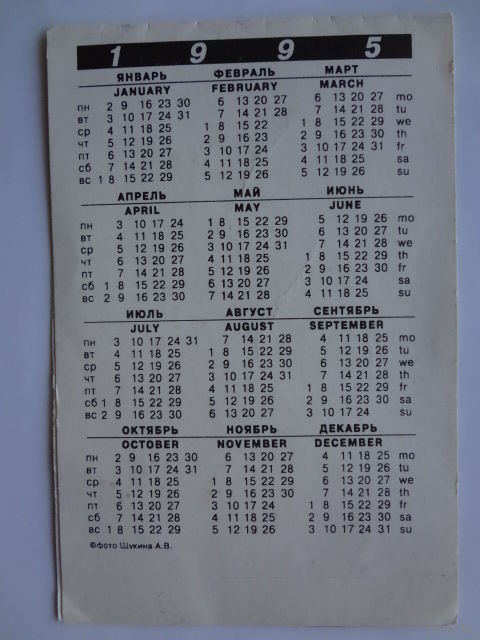 1 9 9 5
ЯНВАРЬ ФЕВРАЛЬ МАРТ
JANUARY FEBRUARY MARCH
пн 2 9 16 23 30 6 13 20 27 6 13 20 27 mo
вт 3 10 17 24 31 7 14 21 28 7 14 21 28 tu
ср 4 11 18 25 1 8 15 22 1 8 15 22 29 we
чт 5 12 19 26 2 9 16 23 2 9 16 23 30 th
пт 6 13 20 27 3 10 17 24 3 10 17 24 31 fr
сб 7 14 21 28 4 11 18 25 4 11 18 25 sa
вс 1 8 15 22 29 5 12 19 26 5 12 19 26 su
АПРЕЛЬ МАЙ ИЮНЬ
APRIL MAY JUNE
пн 3 10 17 24 1 8 15 22 29 5 12 19 26 mo
вт 4 11 18 25 2 9 16 23 30 6 13 20 27 tu
ср 5 12 19 26 3 10 17 24 31 7 14 21 28 we
чт 6 13 20 27 4 11 18 25 1 8 15 22 29 th
пт 7 14 21 28 5 12 19 26 2 9 16 23 30 fr
сб 1 8 15 22 29 6 13 20 27 3 10 17 24 sa
вс 2 9 16 23 30 7 14 21 28 4 11 18 25 su
ИЮЛЬ АВГУСТ СЕНТЯБРЬ
JULY AUGUST SEPTEMBER
пн 3 10 17 24 31 7 14 21 28 4 11 18 25 mo
вт 4 11 18 25 1 8 15 22 29 5 12 19 26 tu
ср 5 12 19 26 2 9 16 23 30 6 13 20 27 we
чт 6 13 20 27 3 10 17 24 31 7 14 21 28 th
пт 7 14 21 28 4 11 18 25 1 8 15 22 29 fr
сб 1 8 15 22 29 5 12 19 26 2 9 16 23 30 sa
вс 2 9 16 23 30 6 13 20 27 3 10 17 24 su
ОКТЯБРЬ НОЯБРЬ ДЕКАБРЬ
OCTOBER NOVEMBER DECEMBER
пн 2 9 16 23 30 6 13 20 27 4 11 18 25 mo
вт 3 10 17 24 31 7 14 21 28 5 12 19 26 tu
ср 4 11 18 25 1 8 15 22 29 6 13 20 27 we
чт 5 12 19 26 2 9 16 23 30 7 14 21 28 th
пт 6 13 20 27 3 10 17 24 1 8 15 22 29 fr
сб 7 14 21 28 4 11 18 25 2 9 16 23 30 sa
вс 1 8 15 22 29 5 12 19 26 3 10 17 24 31 su
©фото Щукина А.В.